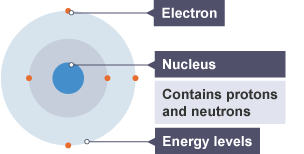 Electron
Nucleus
Contains protons
and neutrons
Energy levels